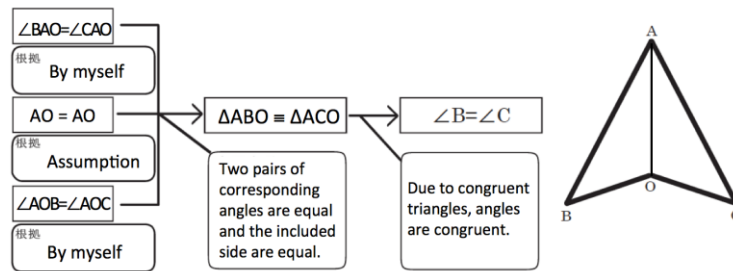 ∠BAO=∠CAO
根拠
By myself
AO = AO
根拠
Assumption
∠AOB=∠AOC
根拠
By myself
ΔABO ≡ ΔACO
Two pairs of
corresponding
angles are equal
and the included
side are equal.
∠B=∠C
Due to congruent
triangles, angles
are congruent.
A
O
B